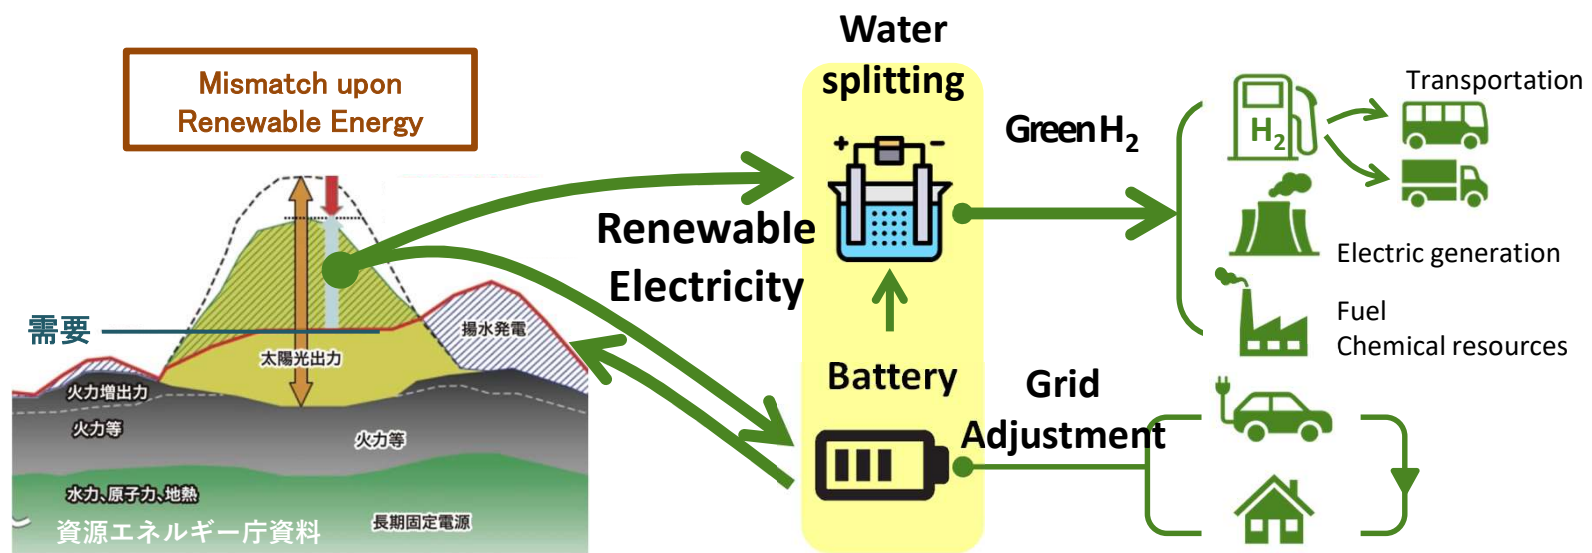 Mismatch upon
Renewable Energy
需要
太陽光出力
揚水発電
火力増出力
火力等
火力等
水力、原子力、地熱
長期固定電源
資源エネルギー庁資料
Renewable
Electricity
Water
splitting
+ −
Battery
Green H₂
Grid
Adjustment
H₂
Transportation
Electric generation
Fuel
Chemical resources